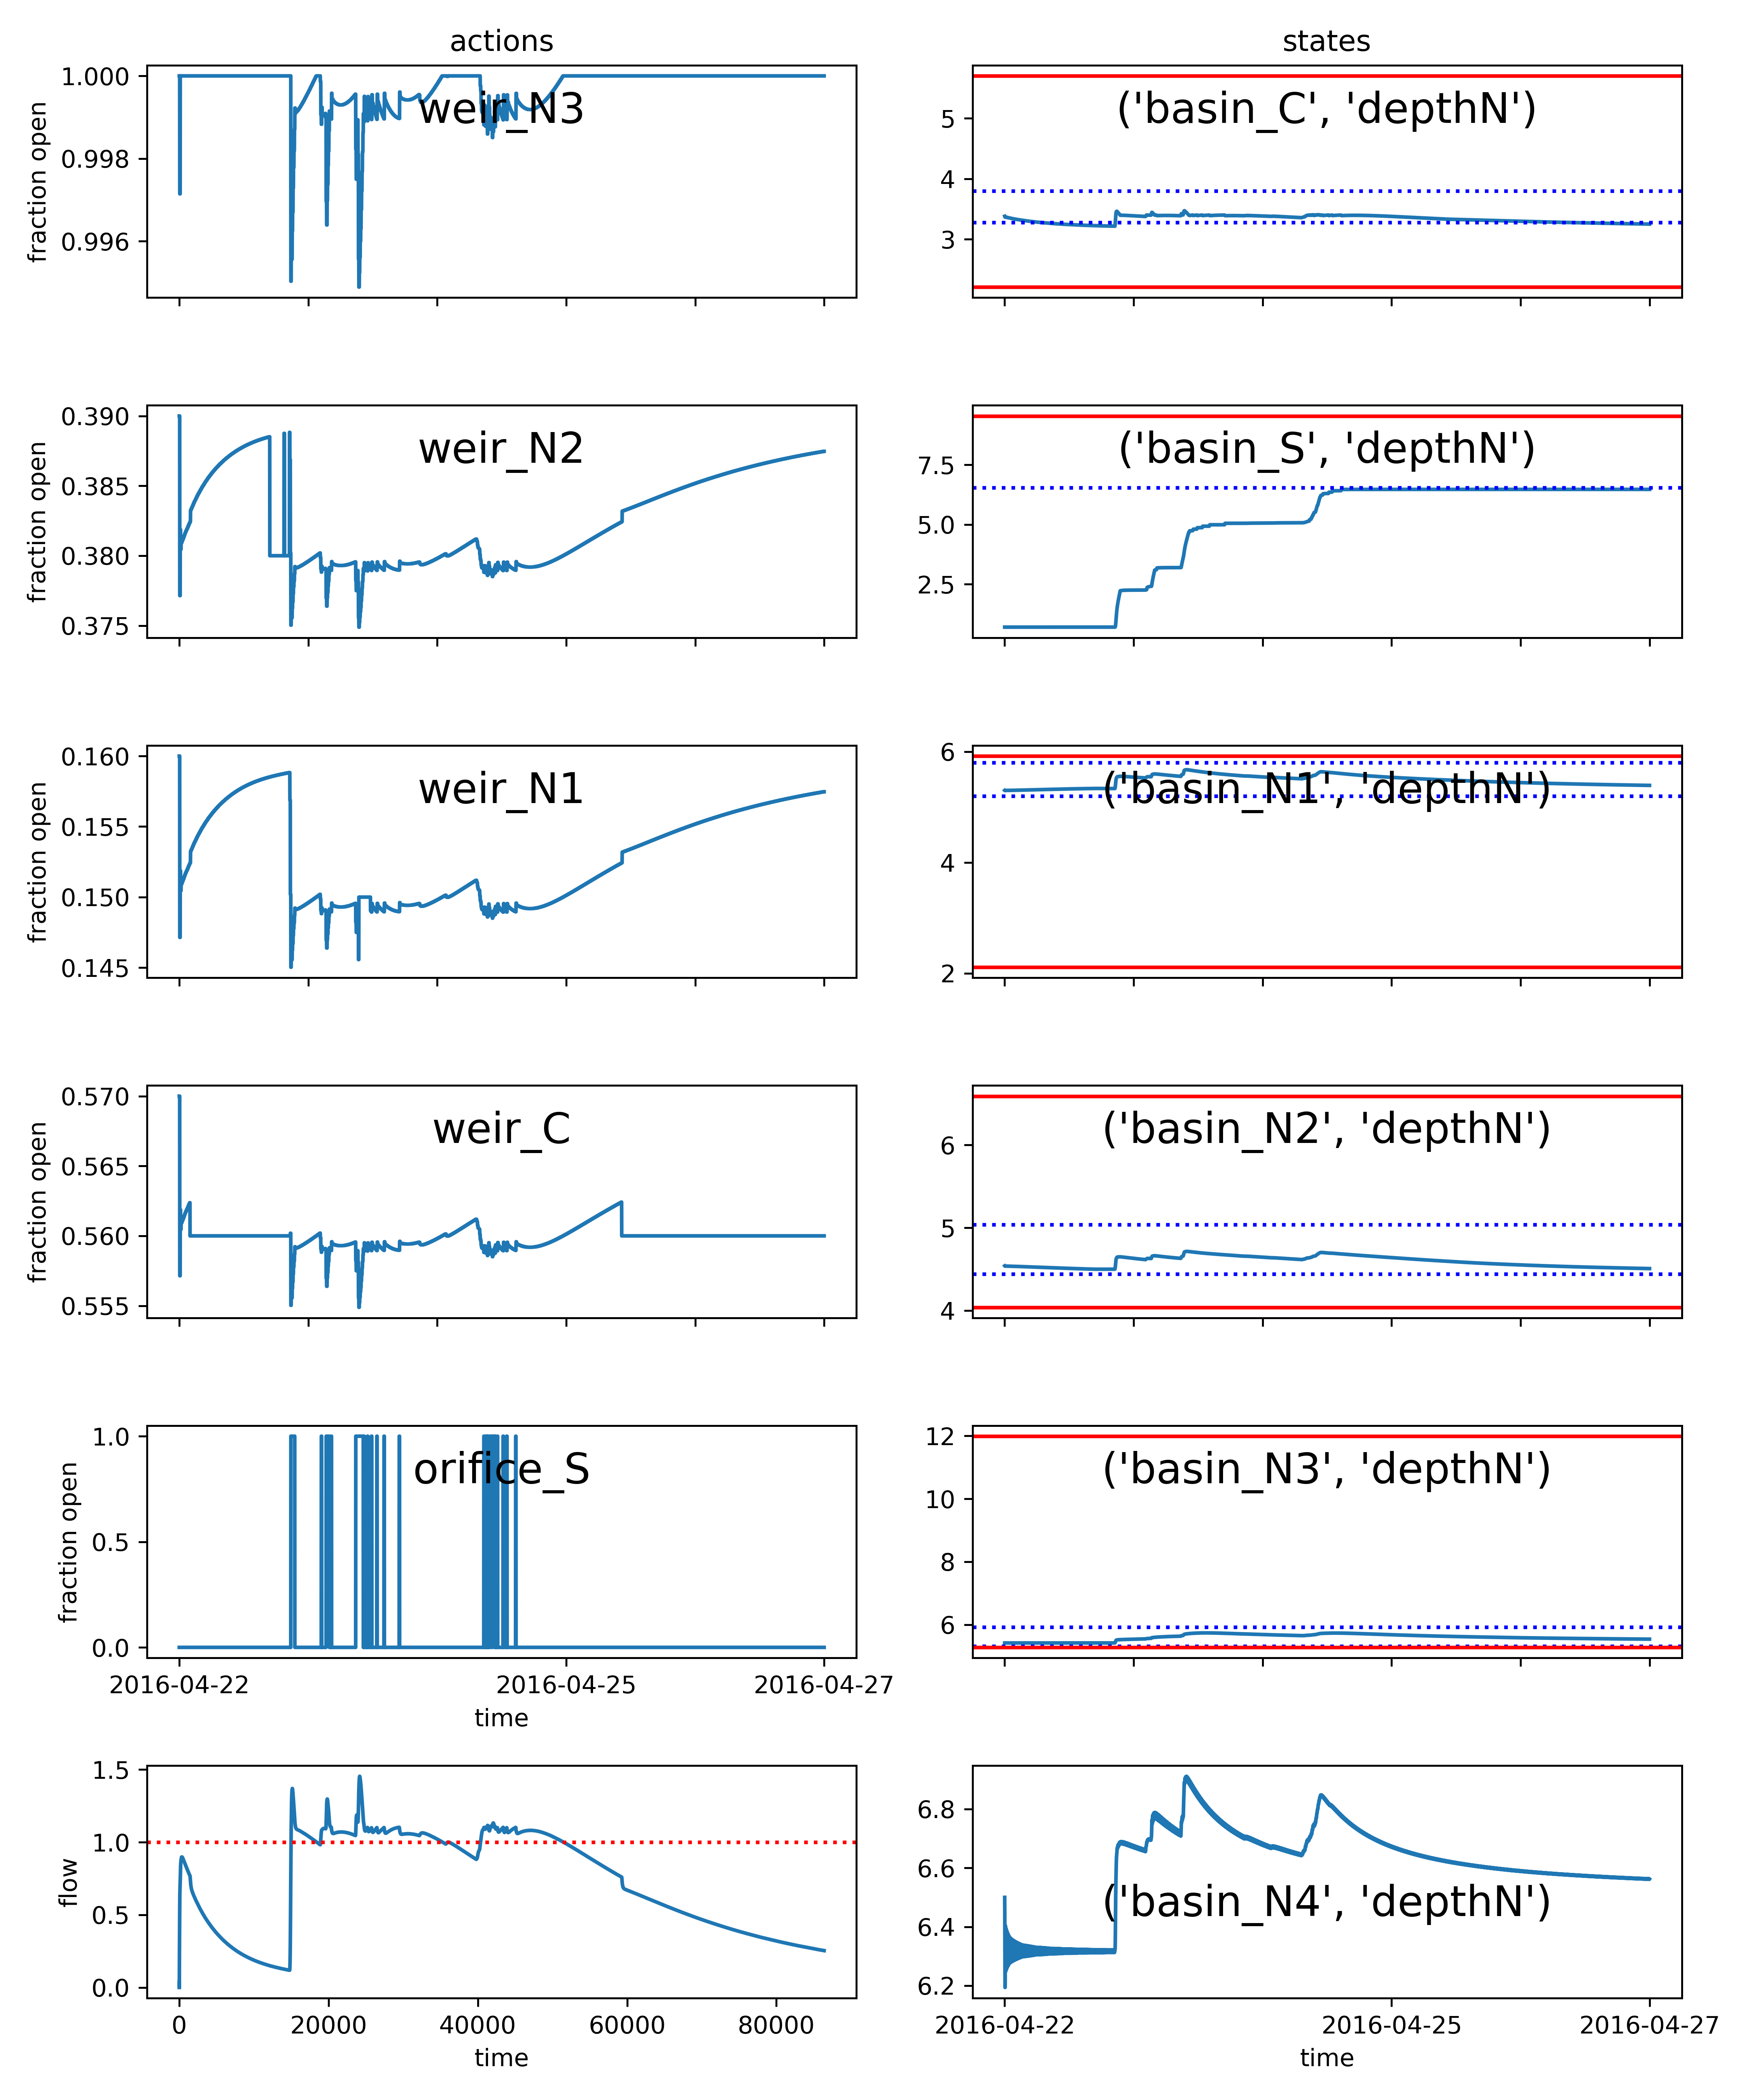 actions
states
1.000
0.998
0.996
fraction open
weir_N3
5
4
3
('basin_C', 'depthN')
0.390
0.385
0.380
0.375
fraction open
weir_N2
7.5
5.0
2.5
('basin_S', 'depthN')
0.160
0.155
0.150
0.145
fraction open
weir_N1
6
4
2
('basin_N1', 'depthN')
0.570
0.565
0.560
0.555
fraction open
weir_C
6
5
4
('basin_N2', 'depthN')
1.0
0.5
0.0
fraction open
orifice_S
2016-04-22 2016-04-25 2016-04-27
time
12
10
8
6
('basin_N3', 'depthN')
1.5
1.0
0.5
0.0
flow
0 20000 40000 60000 80000
time
6.8
6.6
6.4
6.2
('basin_N4', 'depthN')
2016-04-22 2016-04-25 2016-04-27
time